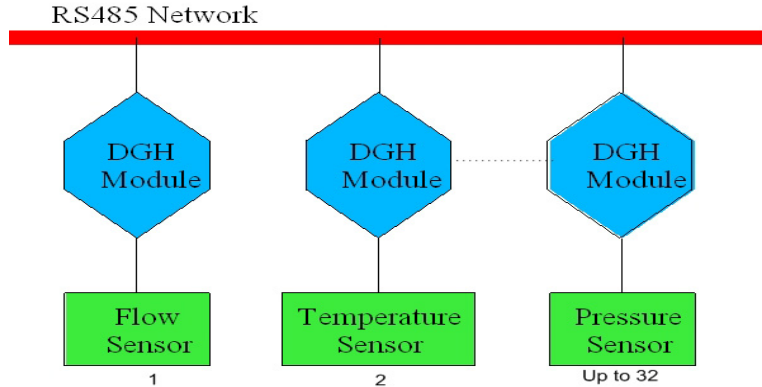 RS485 Network
DGH
Module
DGH
Module
DGH
Module
Flow
Sensor
Temperature
Sensor
Pressure
Sensor
1
2
Up to 32